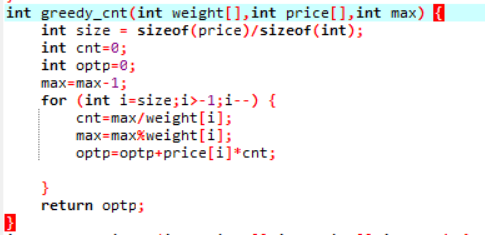 int greedy_cnt(int weight[],int price[],int max) {
int size = sizeof(price)/sizeof(int);
int cnt=0;
int optp=0;
max=max-1;
for (int i=size;i>-1;i--) {
cnt=max/weight[i];
max=max%weight[i];
optp=optp+price[i]*cnt;
}
return optp;
}